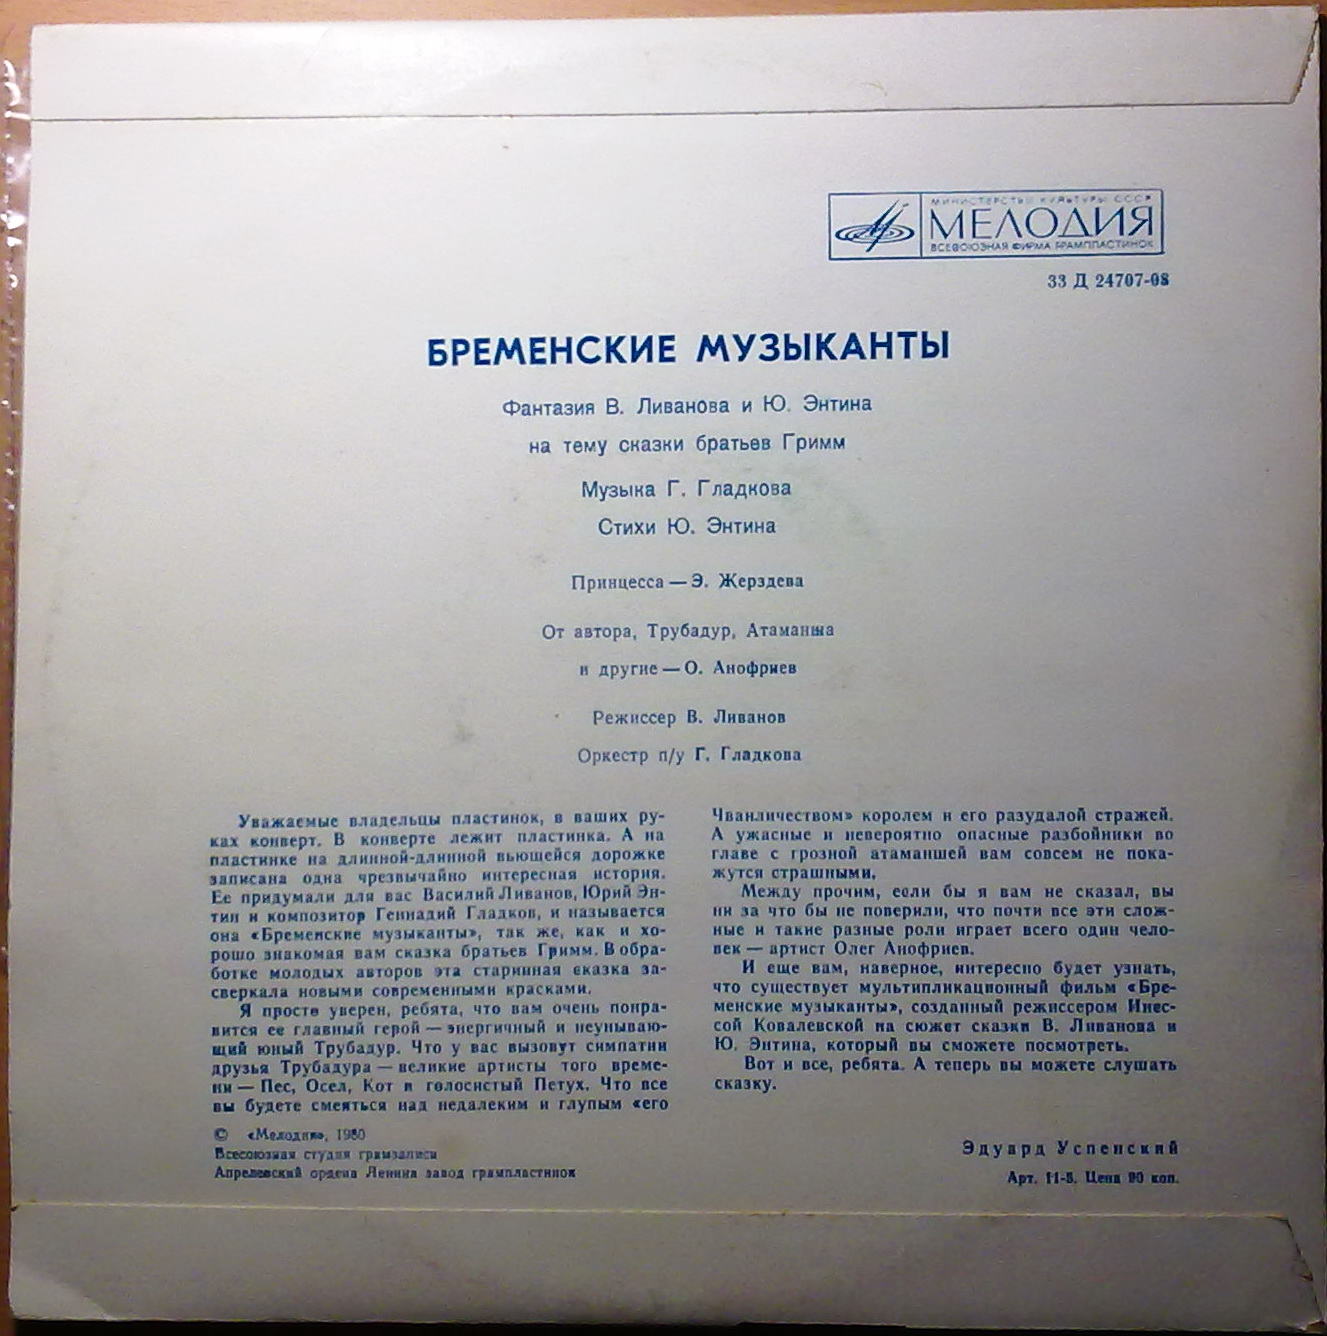 МИНИСТЕРСТВО КУЛЬТУРЫ СССР
МЕЛОДИЯ
ВСЕСОЮЗНАЯ ФИРМА ГРАМПЛАСТИНОК
33 Д 24707-08
БРЕМЕНСКИЕ МУЗЫКАНТЫ
Фантазия В. Ливанова и Ю. Энтина
на тему сказки братьев Гримм
Музыка Г. Гладкова
Стихи Ю. Энтина
Принцесса — Э. Жерздева
От автора, Трубадур, Атаманша
и другие — О. Анофриев
Режиссер В. Ливанов
Оркестр п/у Г. Гладкова
Уважаемые владельцы пластинок, в ваших ру-
ках конверт. В конверте лежит пластинка. А на
пластинке на длинной-длинной вьющейся дорожке
записана одна чрезвычайно интересная история.
Ее придумали для вас Василий Ливанов, Юрий Эн-
тин и композитор Геннадий Гладков, и называется
она «Бременские музыканты», так же, как и хо-
рошо знакомая вам сказка братьев Гримм. В обра-
ботке молодых авторов эта старинная сказка за-
сверкала новыми современными красками.
Я просто уверен, ребята, что вам очень понра-
вится ее главный герой — энергичный и неунываю-
щий юный Трубадур. Что у вас вызовут симпатии
друзья Трубадура — великие артисты того време-
ни — Пес, Осел, Кот и голосистый Петух. Что все
вы будете смеяться над недалеким и глупым «его
Чванличеством» королем и его разудалой стражей.
А ужасные и невероятно опасные разбойники во
главе с грозной атаманшей вам совсем не пока-
жутся страшными.
Между прочим, если бы я вам не сказал, вы
ни за что бы не поверили, что почти все эти слож-
ные и такие разные роли играет всего один чело-
век — артист Олег Анофриев.
И еще вам, наверное, интересно будет узнать,
что существует мультипликационный фильм «Бре-
менские музыканты», созданный режиссером Инес-
сой Ковалевской на сюжет сказки В. Ливанова и
Ю. Энтина, который вы сможете посмотреть.
Вот и все, ребята. А теперь вы можете слушать
сказку.
Эдуард Успенский
© «Мелодия», 1980
Всесоюзная студия грамзаписи
Апрелевский ордена Ленина завод грампластинок
Арт. 11-8. Цена 90 коп.